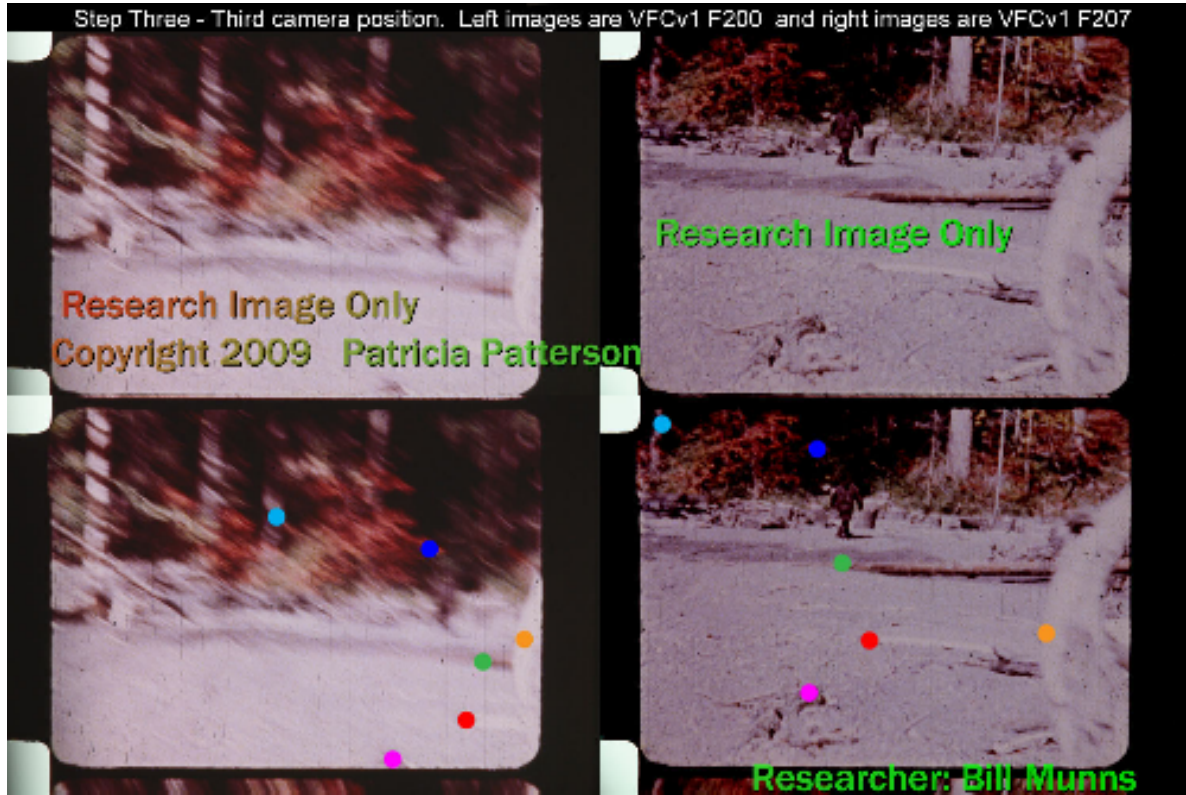 Step Three - Third camera position.  Left images are VFCv1 F200  and right images are VFCv1 F207
Research Image Only
Research Image Only
Copyright 2009   Patricia Patterson
Researcher: Bill Munns